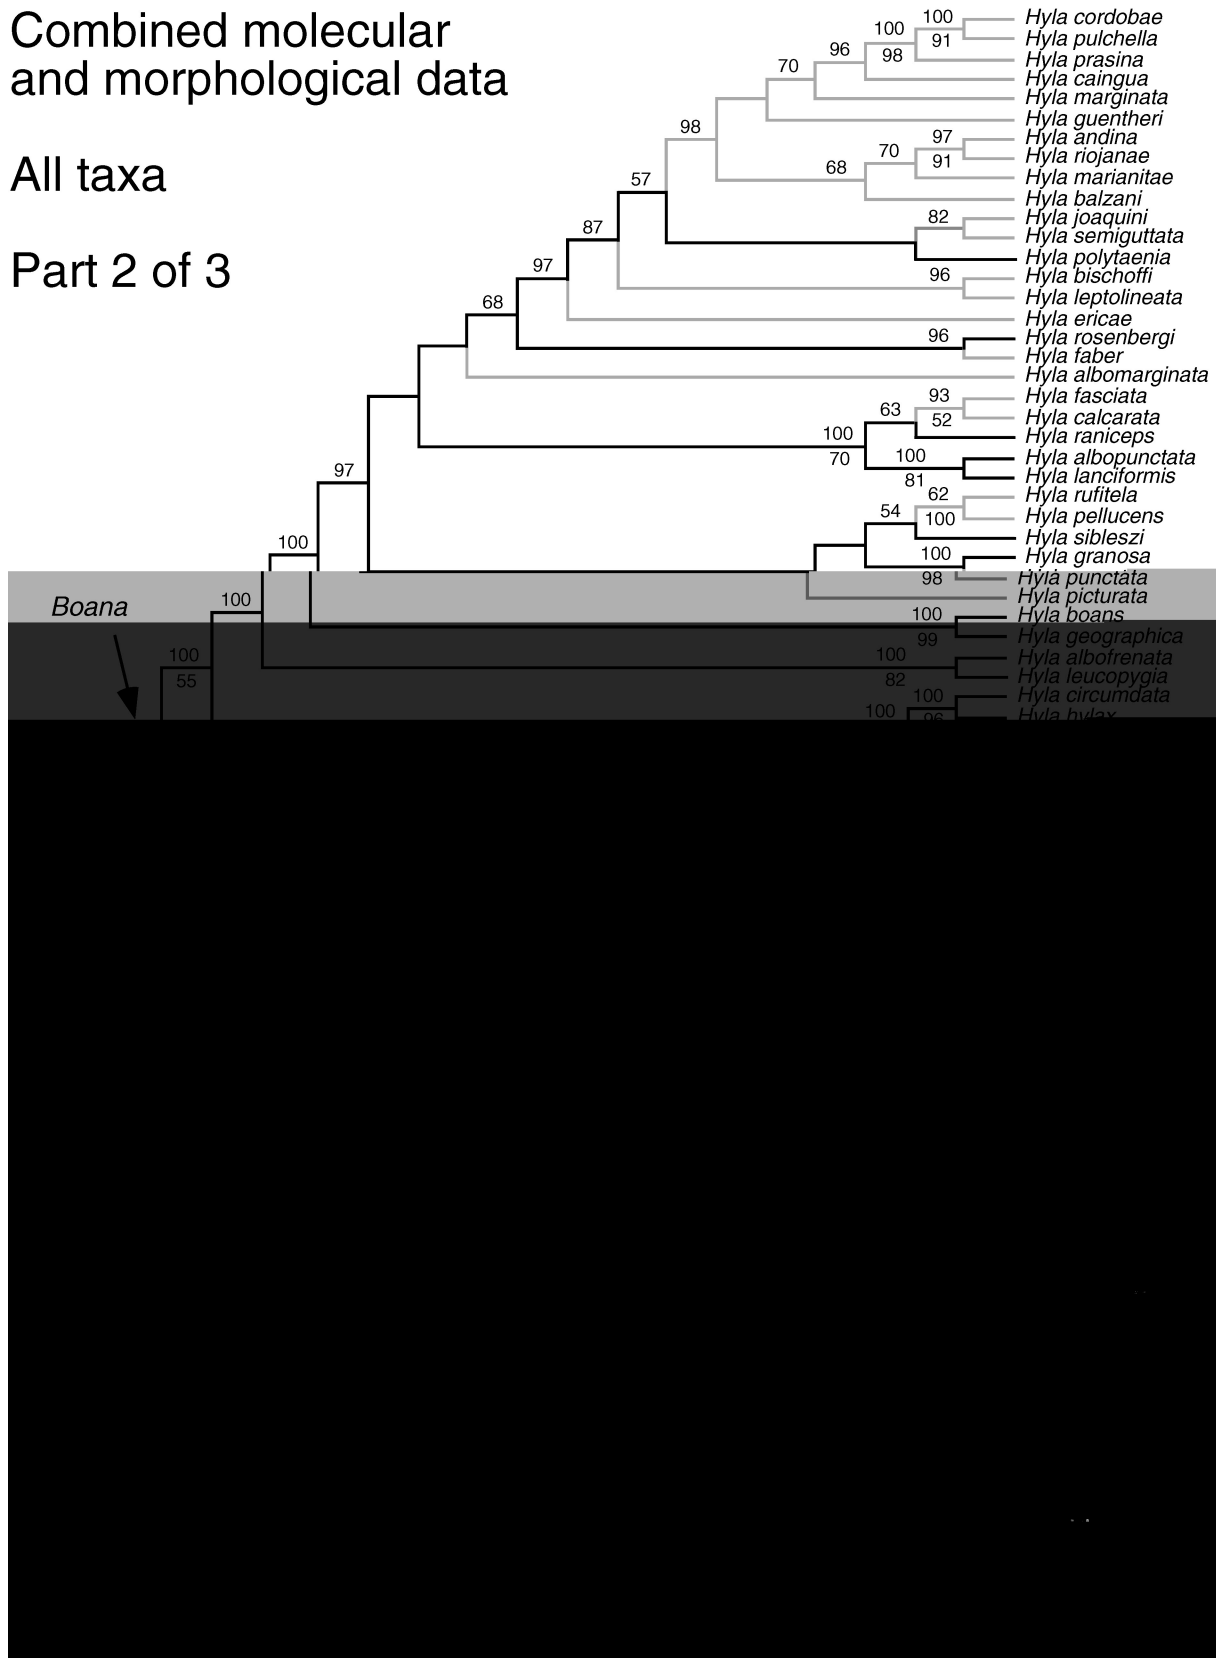 Combined molecular
and morphological data
All taxa
Part 2 of 3
100
Hyla cordobae
100
91
Hyla pulchella
96
98
Hyla prasina
70
Hyla caingua
Hyla marginata
Hyla guentheri
98
97
Hyla andina
70
91
Hyla riojanae
68
Hyla marianitae
57
Hyla balzani
82
Hyla joaquini
87
Hyla semiguttata
Hyla polytaenia
97
96
Hyla bischoffi
68
Hyla leptolineata
Hyla ericae
96
Hyla rosenbergi
Hyla faber
Hyla albomarginata
93
Hyla fasciata
63
52
Hyla calcarata
100
Hyla raniceps
70
100
Hyla albopunctata
97
81
Hyla lanciformis
62
Hyla rufitela
54
100
Hyla pellucens
Hyla sibleszi
100
100
Hyla granosa
98
Hyla punctata
Boana
100
Hyla picturata
100
Hyla boans
99
Hyla geographica
100
100
Hyla albofrenata
55
82
Hyla leucopygia
100
Hyla circumdata
100
96
Hyla hylax